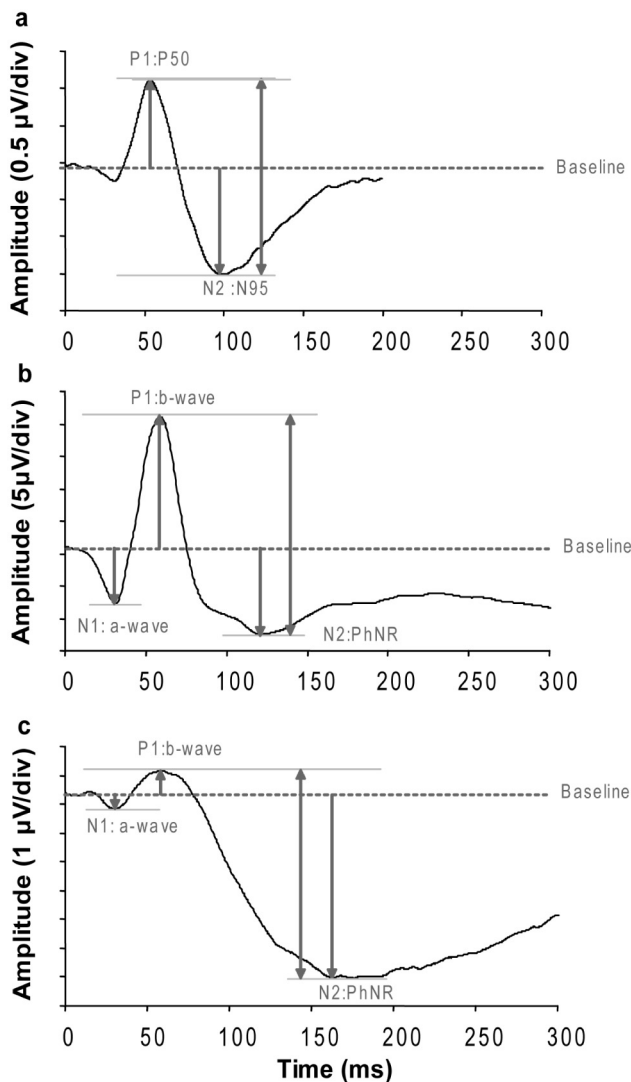 a
P1:P50
Amplitude (0.5 µV/div)
Baseline
N2 :N95
0 50 100 150 200 250 300
b
P1:b-wave
Amplitude (5µV/div)
Baseline
N1: a-wave
N2:PhNR
0 50 100 150 200 250 300
c
P1:b-wave
Amplitude (1 µV/div)
Baseline
N1: a-wave
N2:PhNR
0 50 100 150 200 250 300
Time (ms)